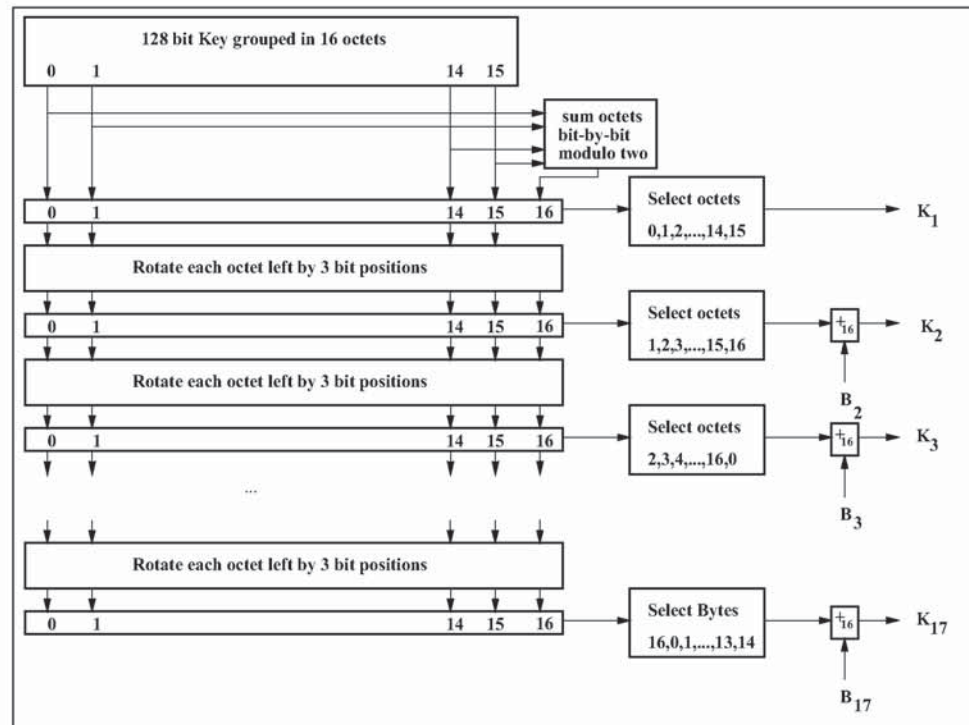 128 bit Key grouped in 16 octets
0 1 14 15
sum octets
bit-by-bit
modulo two
0 1 14 15 16
Select octets
0,1,2,...,14,15
K1
Rotate each octet left by 3 bit positions
0 1 14 15 16
Select octets
1,2,3,...,15,16
+16
K2
B2
Rotate each octet left by 3 bit positions
0 1 14 15 16
Select octets
2,3,4,...,16,0
+16
K3
B3
...
Rotate each octet left by 3 bit positions
0 1 14 15 16
Select Bytes
16,0,1,...,13,14
+16
K17
B17